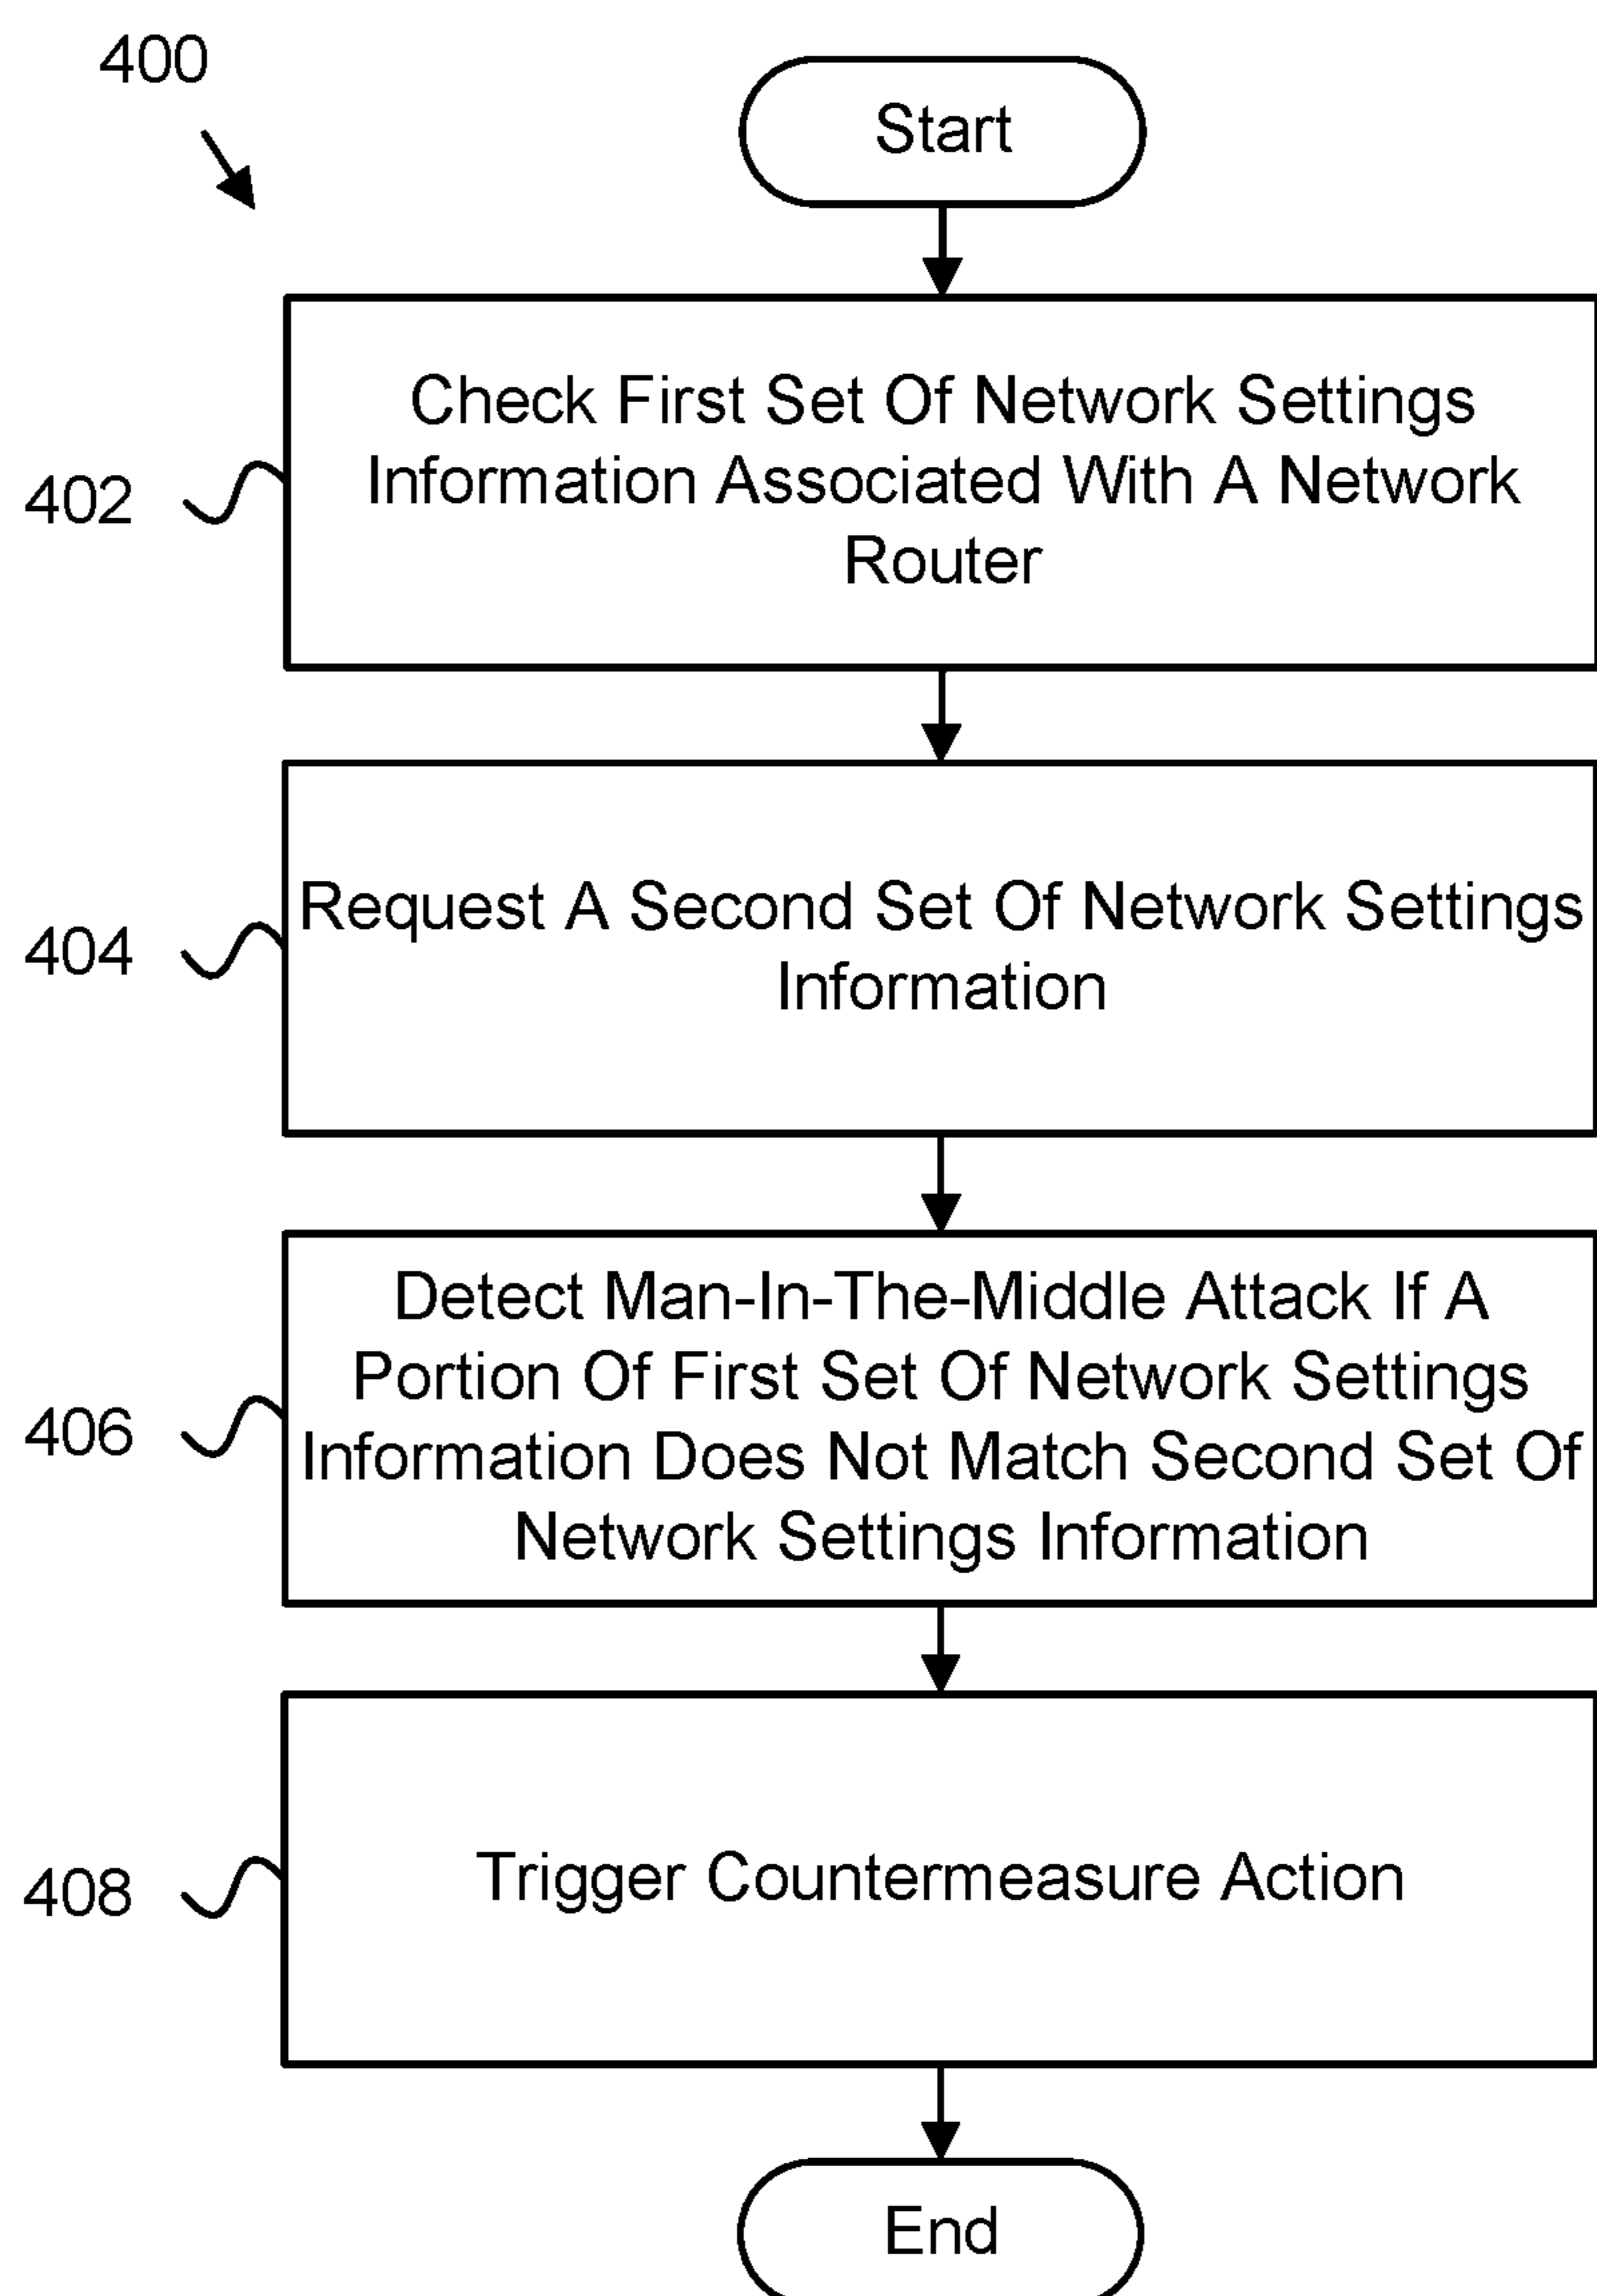 400
Start
Check First Set Of Network Settings
Information Associated With A Network
Router
402
Request A Second Set Of Network Settings
Information
404
Detect Man-In-The-Middle Attack If A
Portion Of First Set Of Network Settings
Information Does Not Match Second Set Of
Network Settings Information
406
Trigger Countermeasure Action
408
End